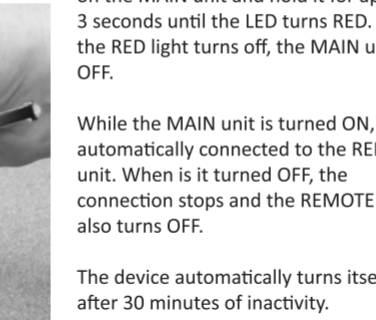 on the MAIN unit and hold it for
3 seconds until the LED turns RED.
the RED light turns off, the MAIN
OFF.
While the MAIN unit is turned ON,
automatically connected to the
unit. When is it turned OFF, the
connection stops and the REMOTE
also turns OFF.
The device automatically turns
after 30 minutes of inactivity.